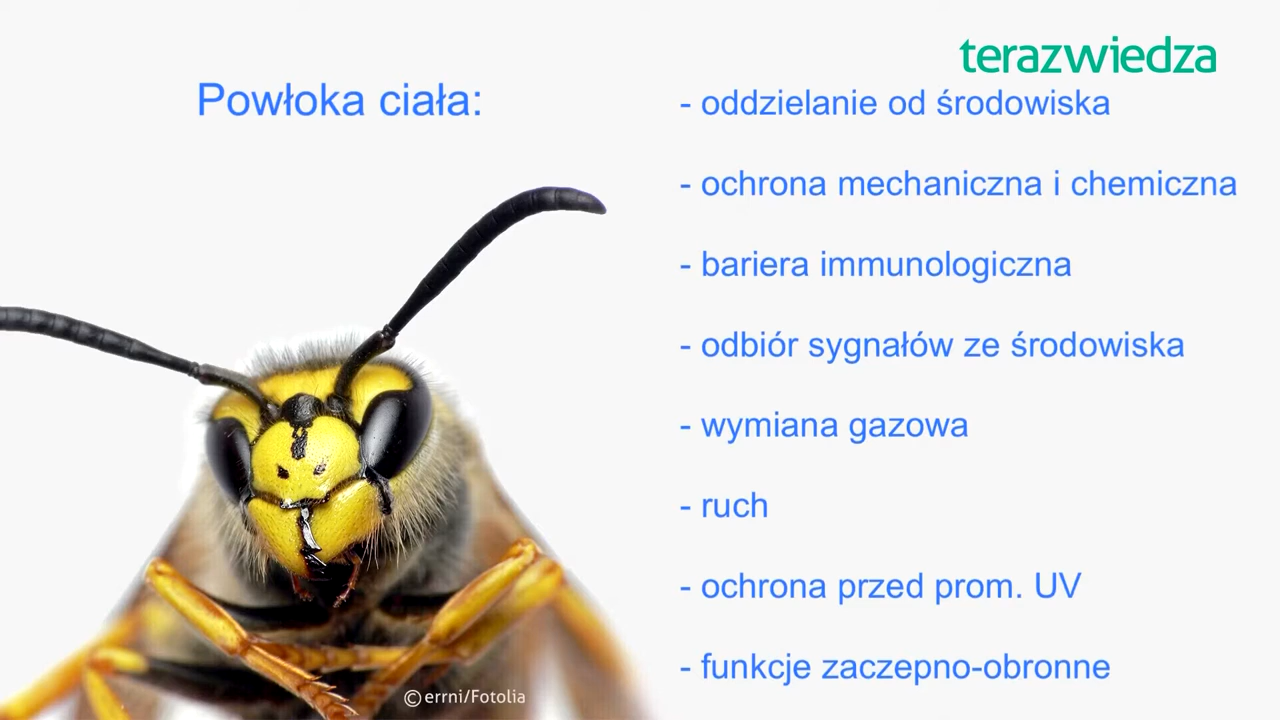 terazwiedza
Powłoka ciała:
- oddzielanie od środowiska
- ochrona mechaniczna i chemiczna
- bariera immunologiczna
- odbiór sygnałów ze środowiska
- wymiana gazowa
- ruch
- ochrona przed prom. UV
- funkcje zaczepno-obronne
© errni/Fotolia